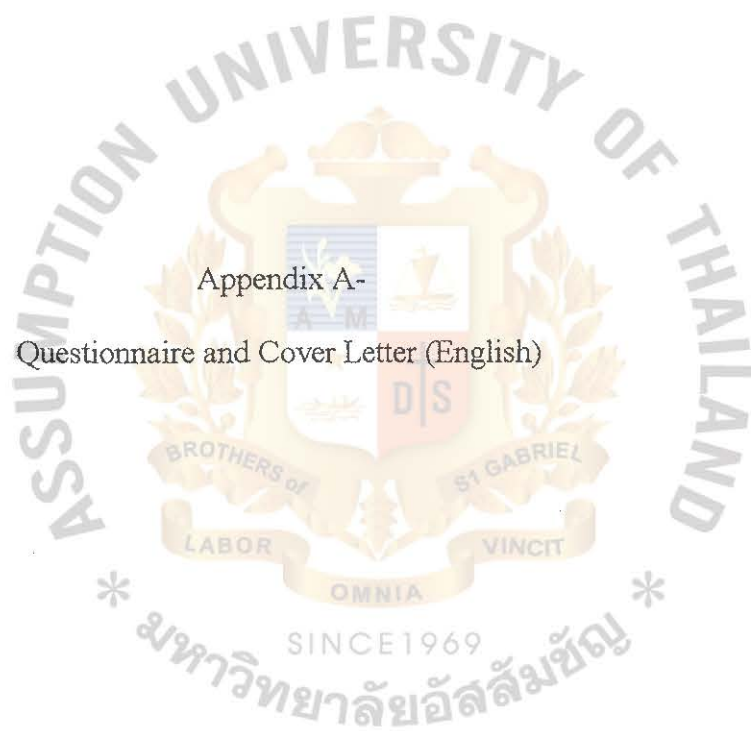 ASSUMPTION UNIVERSITY OF THAILAND
Appendix A-
A M
Questionnaire and Cover Letter (English)
D S
BROTHERS of
S1 GABRIEL
LABOR
VINCIT
OMNIA
SINCE1969
มหาวิทยาลัยอัสสัมชัญ